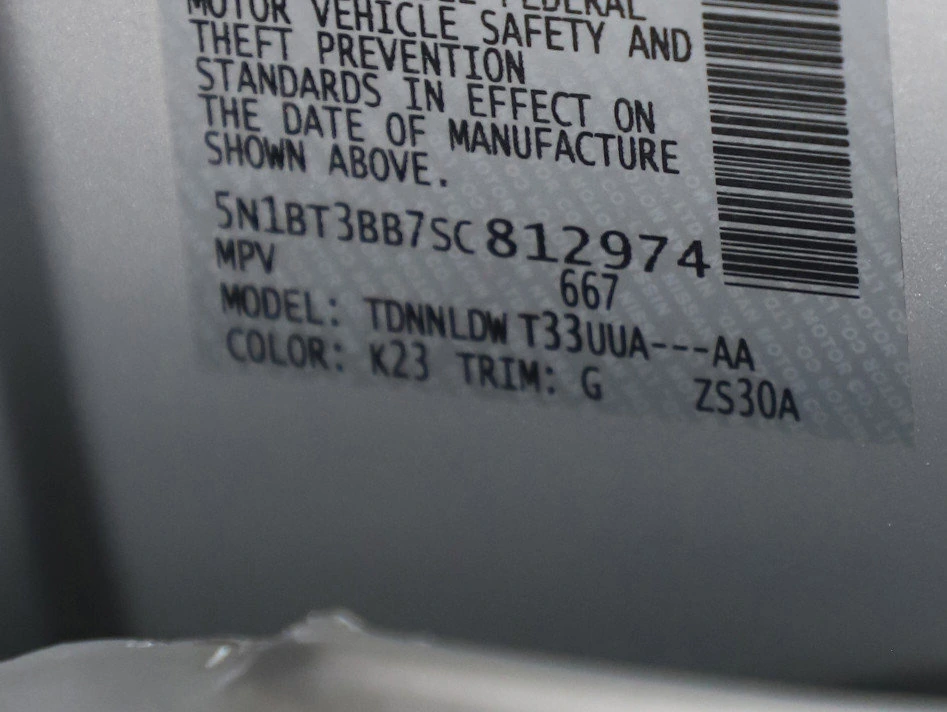 FEDERAL
MOTOR VEHICLE SAFETY AND
THEFT PREVENTION
STANDARDS IN EFFECT ON
THE DATE OF MANUFACTURE
SHOWN ABOVE.
5N1BT3BB7SC812974
MPV 667
MODEL: TDNNLDW T33UUA---AA
COLOR: K23 TRIM: G ZS30A